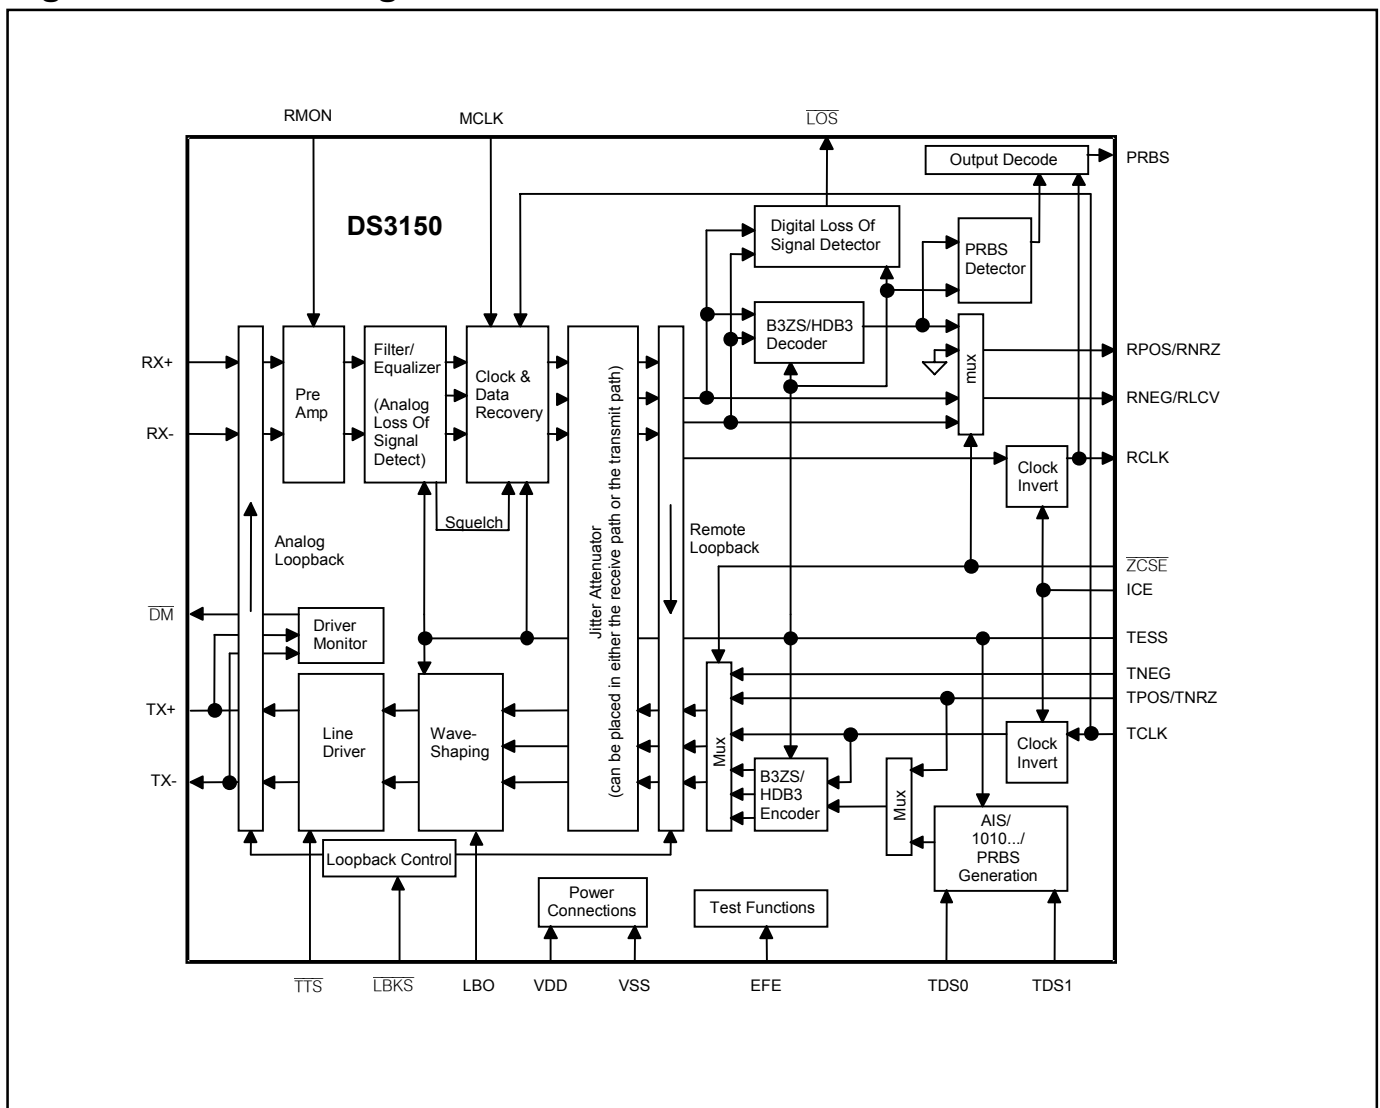 RMON
MCLK
LOS
Output Decode
PRBS
DS3150
Digital Loss Of
Signal Detector
PRBS
Detector
B3ZS/HDB3
Decoder
mux
RX+
RX-
Pre
Amp
Filter/
Equalizer
(Analog
Loss Of
Signal
Detect)
Clock &
Data
Recovery
Squelch
Jitter Attenuator
(can be placed in either the receive path or the transmit path)
RPOS/RNRZ
RNEG/RLCV
RCLK
Clock
Invert
Analog
Loopback
Remote
Loopback
ZCSE
ICE
TESS
TNEG
TPOS/TNRZ
TCLK
DM
Driver
Monitor
TX+
TX-
Line
Driver
Wave-
Shaping
Mux
B3ZS/
HDB3
Encoder
Mux
Clock
Invert
AIS/
1010.../
PRBS
Generation
Loopback Control
Power
Connections
Test Functions
TTS
LBKS
LBO
VDD
VSS
EFE
TDS0
TDS1